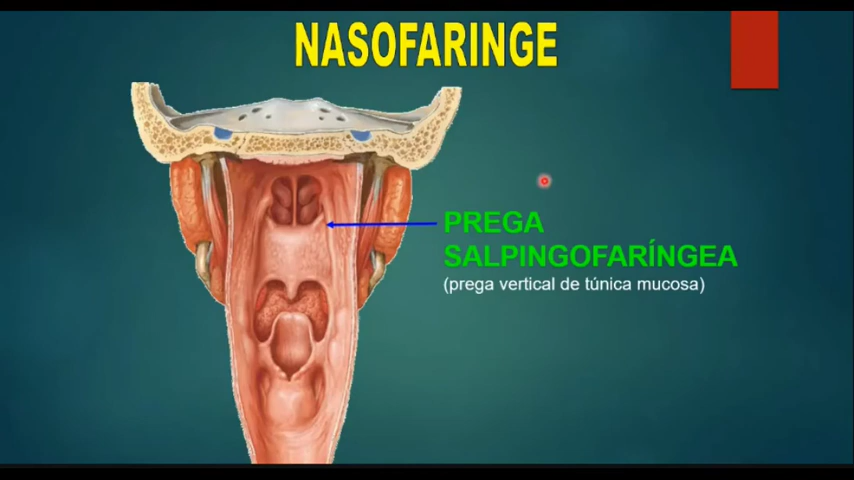 NASOFARINGE
PREGA
SALPINGOFARÍNGEA
(prega vertical de túnica mucosa)